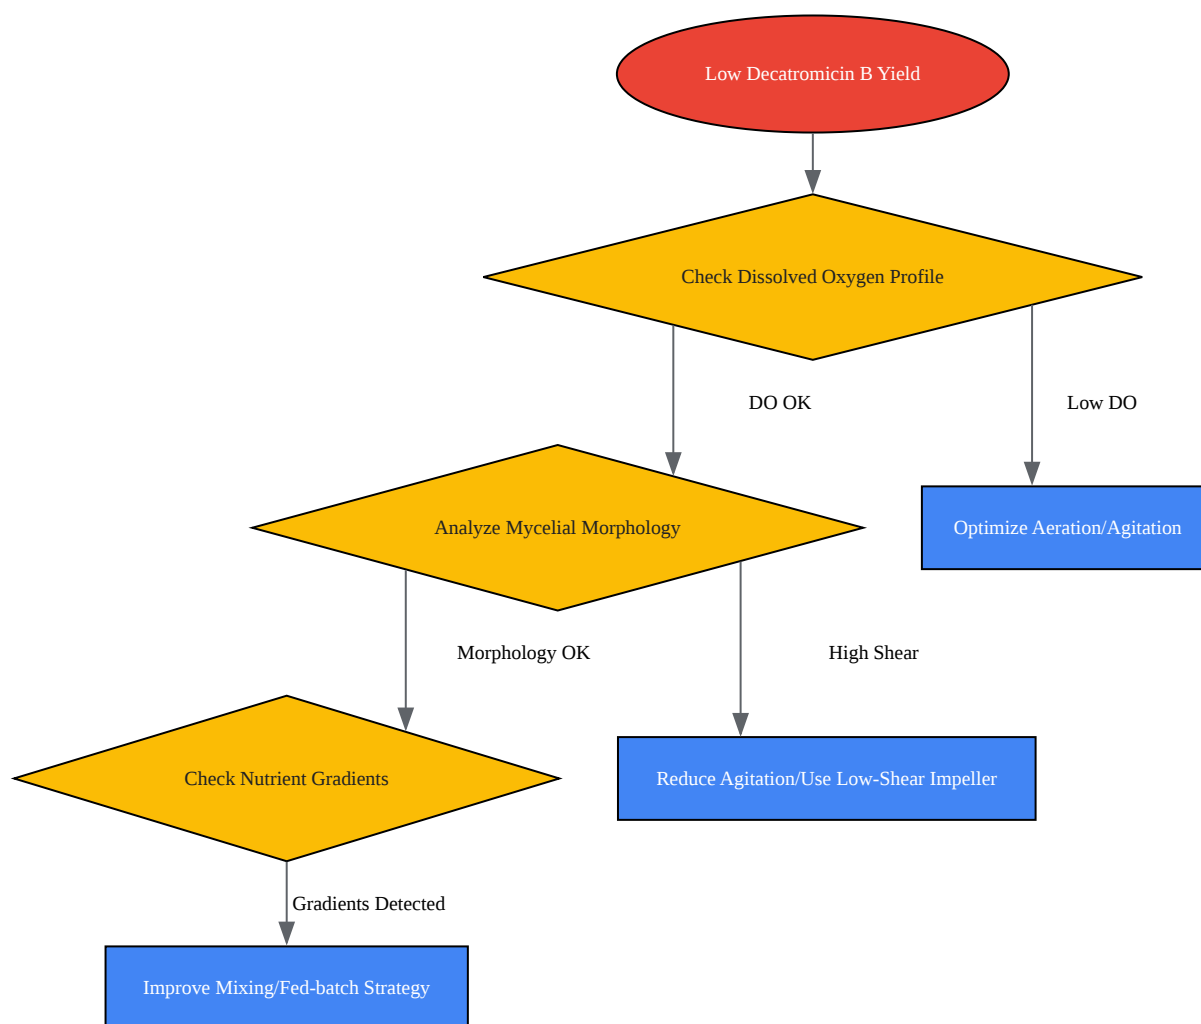 Low Decatromicin B Yield
Check Dissolved Oxygen Profile
DO OK
Low DO
Analyze Mycelial Morphology
Optimize Aeration/Agitation
Morphology OK
High Shear
Check Nutrient Gradients
Reduce Agitation/Use Low-Shear Impeller
Gradients Detected
Improve Mixing/Fed-batch Strategy